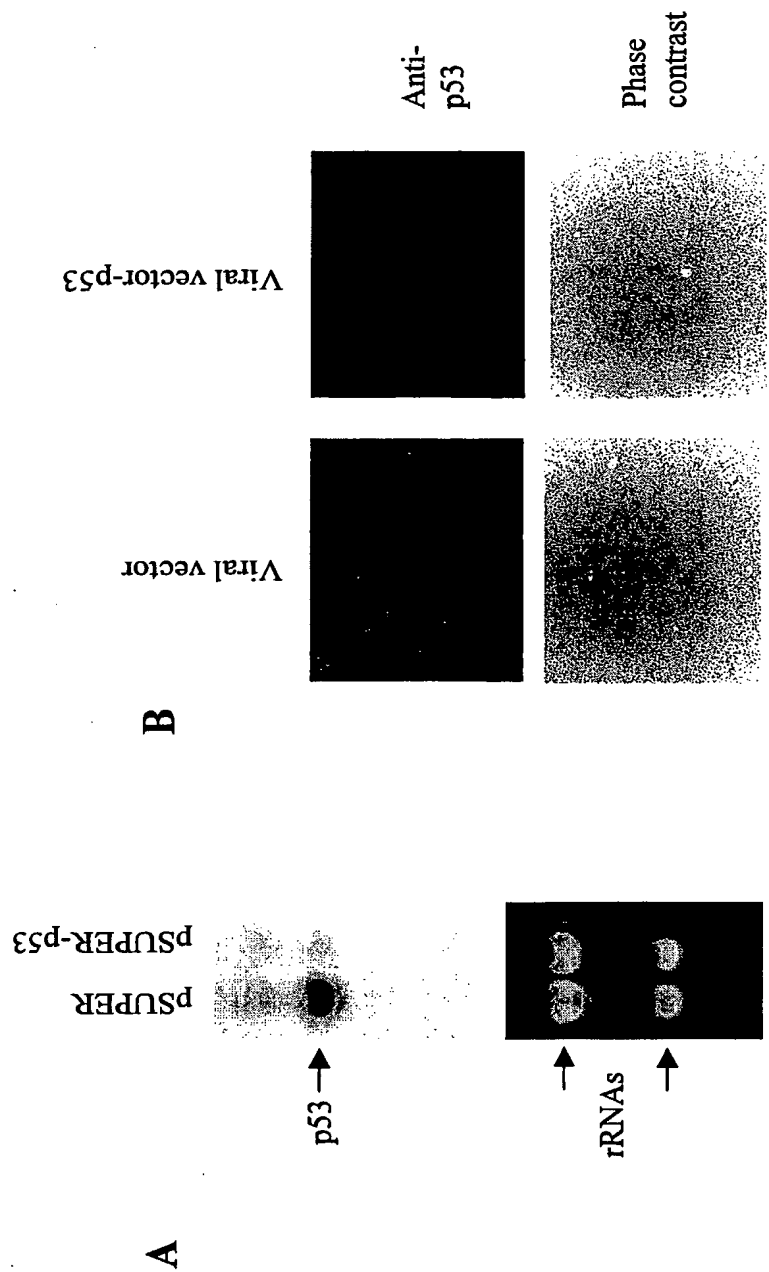 A
pSUPER
pSUPER-p53
p53
rRNAs
B
Viral vector
Viral vector-p53
Anti-
p53
Phase
contrast